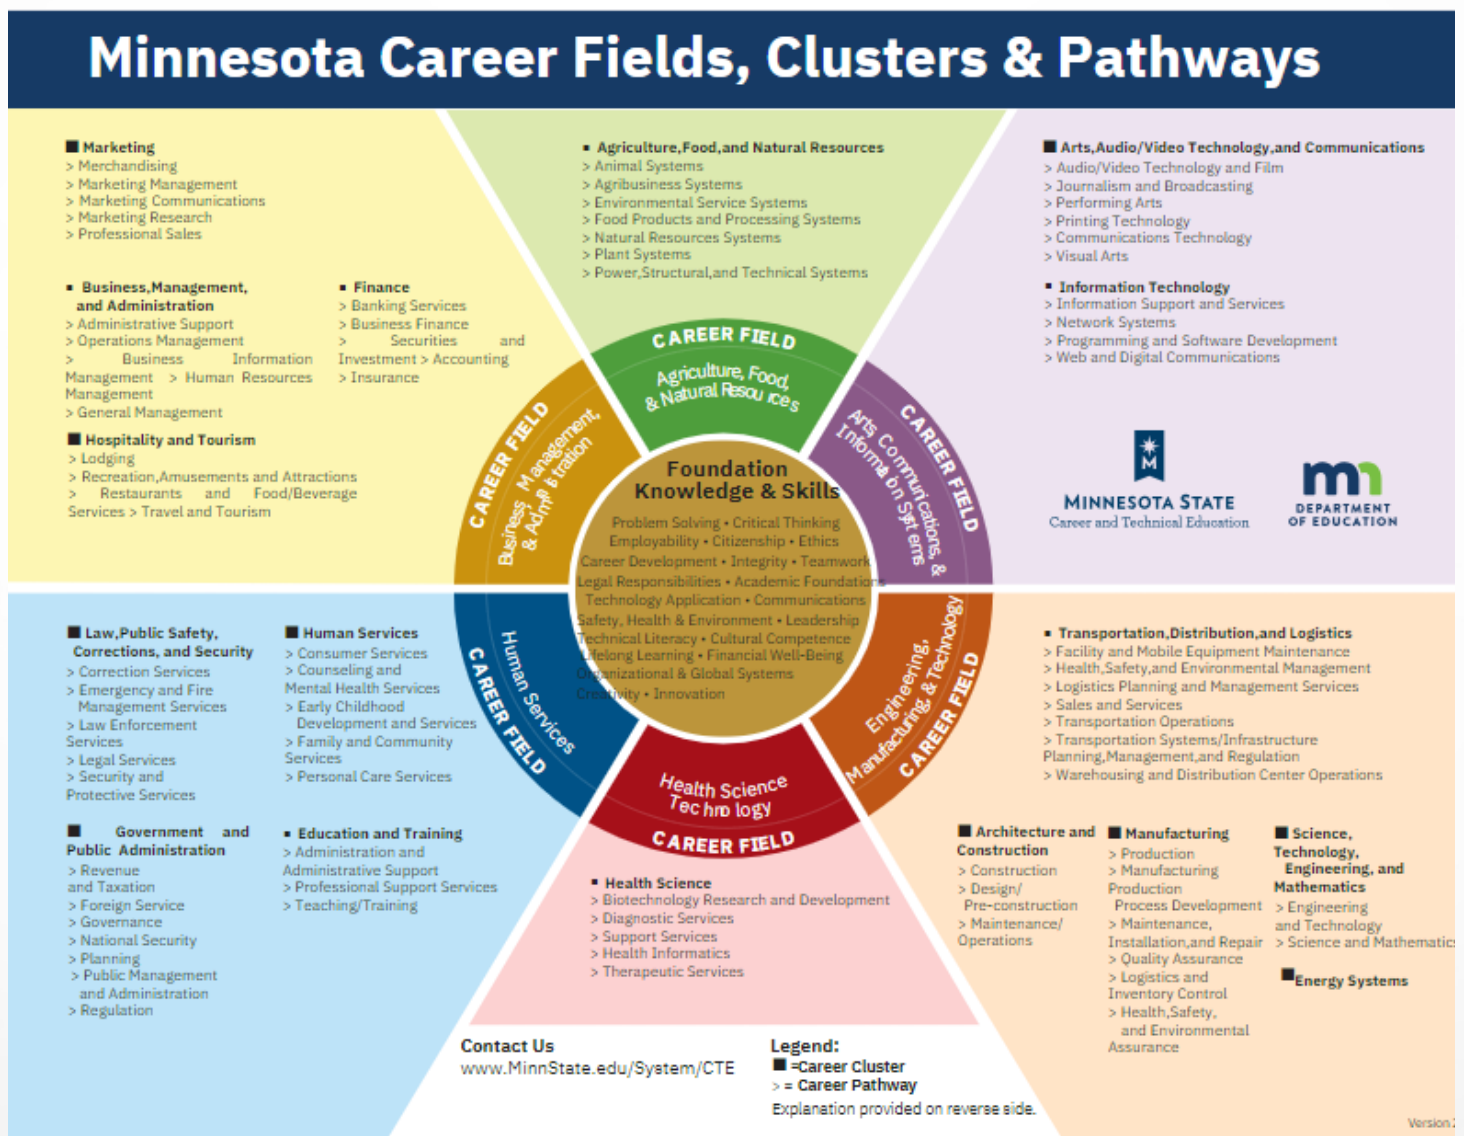 Minnesota Career Fields, Clusters & Pathways
■ Marketing
> Merchandising
> Marketing Management
> Marketing Communications
> Marketing Research
> Professional Sales
▪ Business,Management,
and Administration
> Administrative Support
> Operations Management
> Business Information
Management > Human Resources
Management
> General Management
▪ Finance
> Banking Services
> Business Finance
> Securities and
Investment > Accounting
> Insurance
■ Hospitality and Tourism
> Lodging
> Recreation,Amusements and Attractions
> Restaurants and Food/Beverage
Services > Travel and Tourism
▪ Agriculture,Food,and Natural Resources
> Animal Systems
> Agribusiness Systems
> Environmental Service Systems
> Food Products and Processing Systems
> Natural Resources Systems
> Plant Systems
> Power,Structural,and Technical Systems
■ Arts,Audio/Video Technology,and Communications
> Audio/Video Technology and Film
> Journalism and Broadcasting
> Performing Arts
> Printing Technology
> Communications Technology
> Visual Arts
▪ Information Technology
> Information Support and Services
> Network Systems
> Programming and Software Development
> Web and Digital Communications
M
MINNESOTA STATE
Career and Technical Education
mn
DEPARTMENT
OF EDUCATION
CAREER FIELD
Business, Management,
& Administration
CAREER FIELD
Agriculture, Food,
& Natural Resources
CAREER FIELD
Arts, Communications, &
Information Systems
Foundation
Knowledge & Skills
Problem Solving • Critical Thinking
Employability • Citizenship • Ethics
Career Development • Integrity • Teamwork
Legal Responsibilities • Academic Foundations
Technology Application • Communications
Safety, Health & Environment • Leadership
Technical Literacy • Cultural Competence
Lifelong Learning • Financial Well-Being
Organizational & Global Systems
Creativity • Innovation
Human Services
CAREER FIELD
Health Science
Technology
CAREER FIELD
Engineering,
Manufacturing, & Technology
CAREER FIELD
■ Law,Public Safety,
Corrections, and Security
> Correction Services
> Emergency and Fire
Management Services
> Law Enforcement
Services
> Legal Services
> Security and
Protective Services
■ Human Services
> Consumer Services
> Counseling and
Mental Health Services
> Early Childhood
Development and Services
> Family and Community
Services
> Personal Care Services
■ Government and
Public Administration
> Revenue
and Taxation
> Foreign Service
> Governance
> National Security
> Planning
> Public Management
and Administration
> Regulation
▪ Education and Training
> Administration and
Administrative Support
> Professional Support Services
> Teaching/Training
▪ Health Science
> Biotechnology Research and Development
> Diagnostic Services
> Support Services
> Health Informatics
> Therapeutic Services
▪ Transportation,Distribution,and Logistics
> Facility and Mobile Equipment Maintenance
> Health,Safety,and Environmental Management
> Logistics Planning and Management Services
> Sales and Services
> Transportation Operations
> Transportation Systems/Infrastructure
Planning,Management,and Regulation
> Warehousing and Distribution Center Operations
■ Architecture and
Construction
> Construction
> Design/
Pre-construction
> Maintenance/
Operations
■ Manufacturing
> Production
> Manufacturing
Production
Process Development
> Maintenance,
Installation,and Repair
> Quality Assurance
> Logistics and
Inventory Control
> Health,Safety,
and Environmental
Assurance
■ Science,
Technology,
Engineering, and
Mathematics
> Engineering
and Technology
> Science and Mathematics
■Energy Systems
Contact Us
www.MinnState.edu/System/CTE
Legend:
■ =Career Cluster
> = Career Pathway
Explanation provided on reverse side.
Version